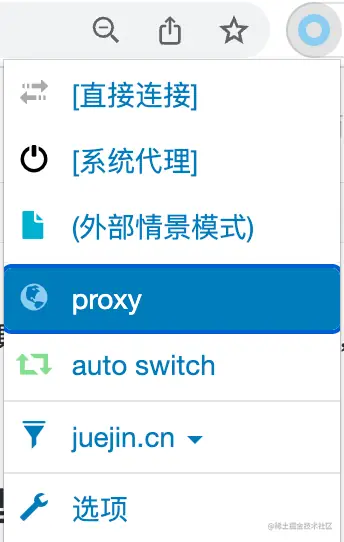 [直接连接]
[系统代理]
(外部情景模式)
proxy
auto switch
juejin.cn
选项
@稀土掘金技术社区